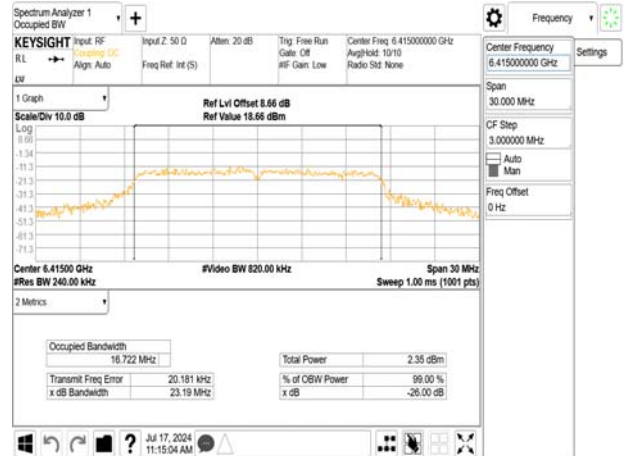 Spectrum Analyzer 1
Occupied BW
Frequency
KEYSIGHT
Input: RF
Input Z: 50 Ω
Atten: 20 dB
Trig: Free Run
Center Freq: 6.415000000 GHz
RL
Coupling: DC
Gate: Off
Avg|Hold: 10/10
Align: Auto
Freq Ref: Int (S)
#IF Gain: Low
Radio Std: None
Center Frequency
6.415000000 GHz
Settings
Span
30.000 MHz
CF Step
3.000000 MHz
Auto
Man
Freq Offset
0 Hz
1 Graph
Ref Lvl Offset 8.66 dB
Scale/Div 10.0 dB
Ref Value 18.66 dBm
Log
8.66
-1.34
-11.3
-21.3
-31.3
-41.3
-51.3
-61.3
-71.3
Center 6.41500 GHz
#Video BW 820.00 kHz
Span 30 MHz
#Res BW 240.00 kHz
Sweep 1.00 ms (1001 pts)
2 Metrics
Occupied Bandwidth
16.722 MHz
Total Power
2.35 dBm
Transmit Freq Error
20.181 kHz
% of OBW Power
99.00 %
x dB Bandwidth
23.19 MHz
x dB
-26.00 dB
?
Jul 17, 2024
11:15:04 AM